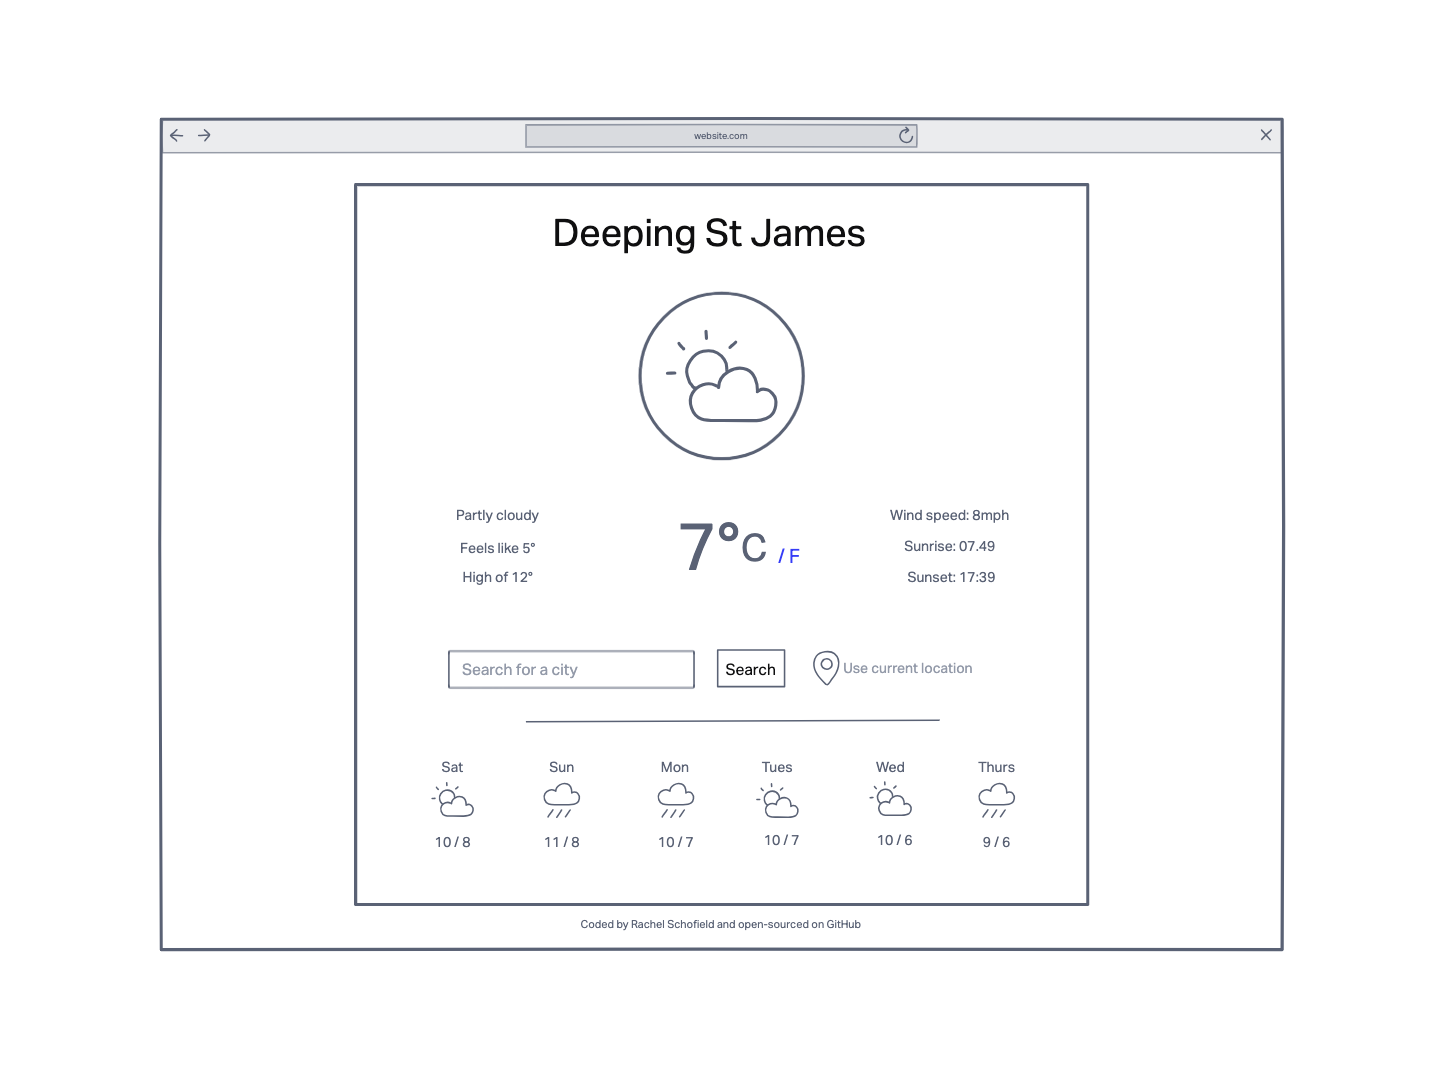 website.com
Deeping St James
Partly cloudy
Feels like 5°
High of 12°
7°C / F
Wind speed: 8mph
Sunrise: 07.49
Sunset: 17:39
Search for a city
Search
Use current location
Sat Sun Mon Tues Wed Thurs
10 / 8 11 / 8 10 / 7 10 / 7 10 / 6 9 / 6
Coded by Rachel Schofield and open-sourced on GitHub